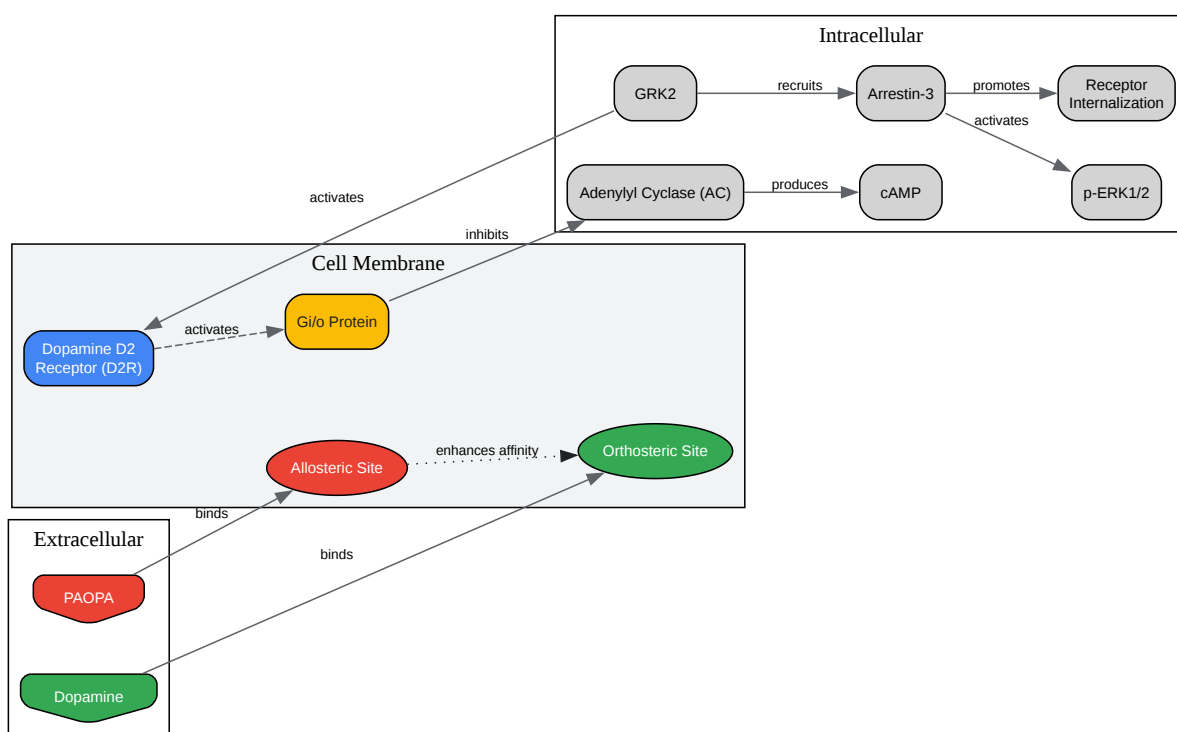 Intracellular
GRK2
recruits
Arrestin-3
promotes
Receptor
Internalization
activates
Adenylyl Cyclase (AC)
produces
cAMP
p-ERK1/2
activates
inhibits
Cell Membrane
Dopamine D2
Receptor (D2R)
activates
Gi/o Protein
Allosteric Site
enhances affinity
Orthosteric Site
binds
binds
Extracellular
PAOPA
Dopamine